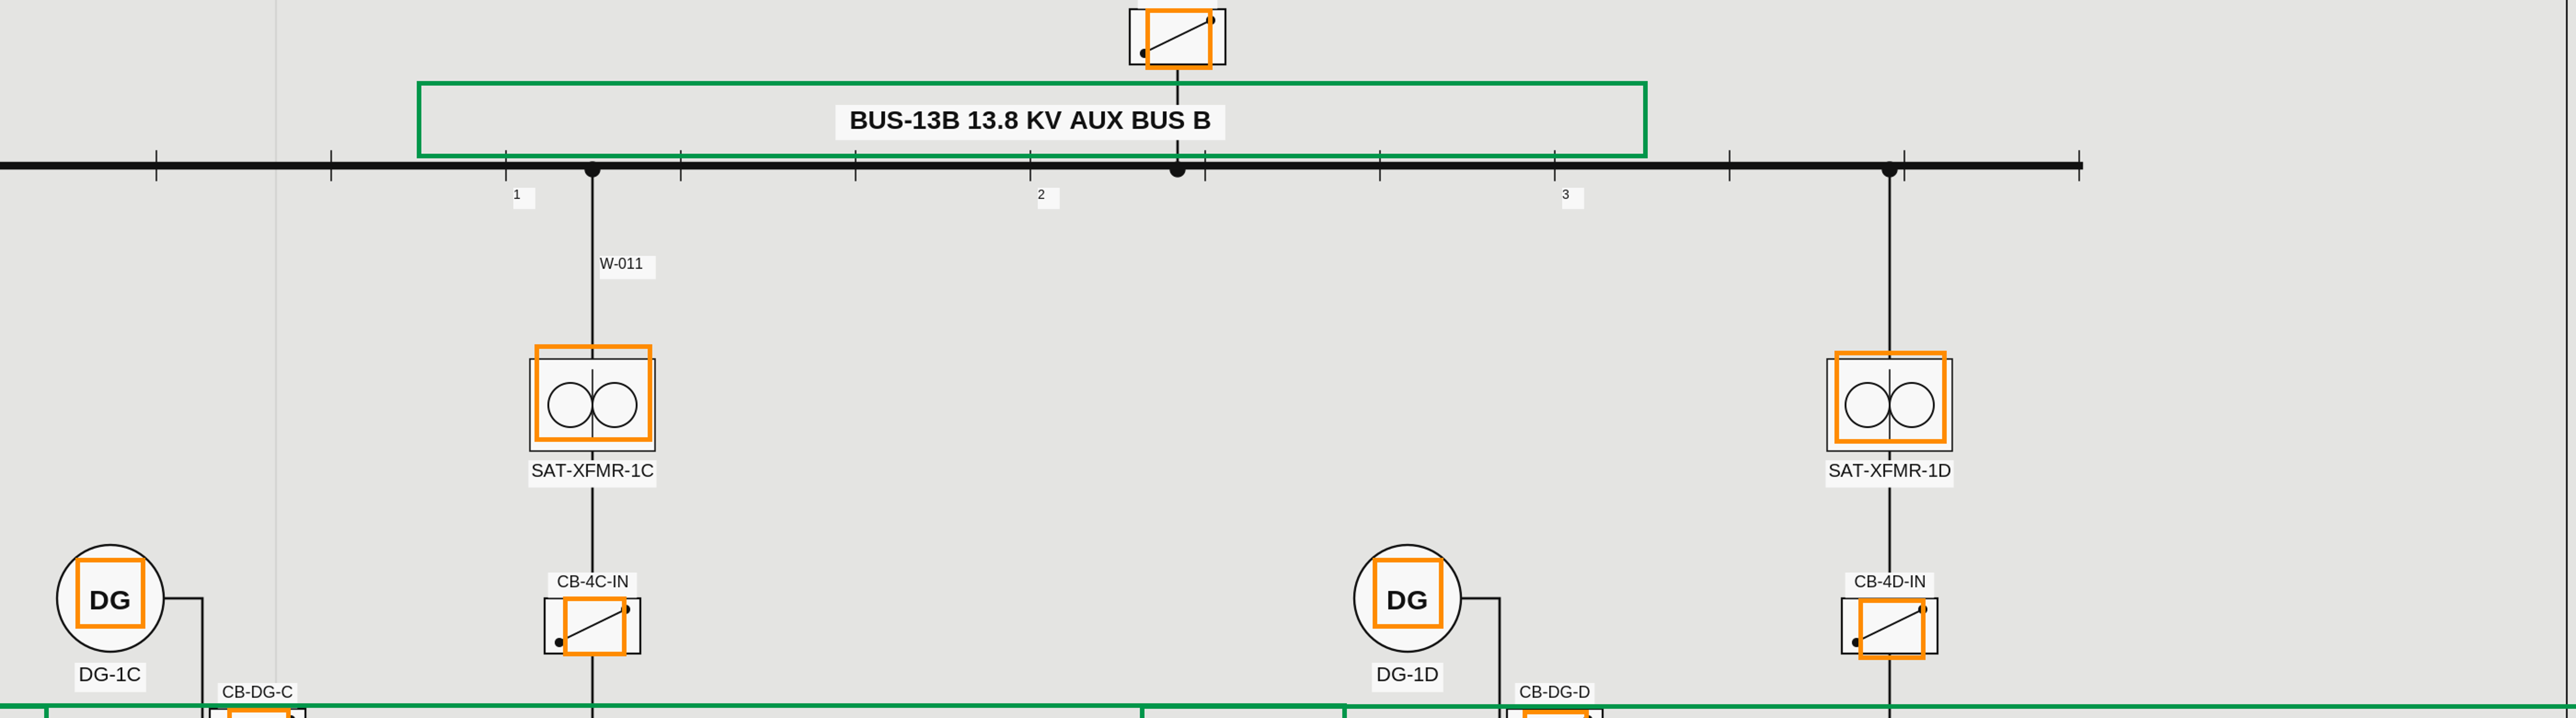 BUS-13B 13.8 KV AUX BUS B
1
2
3
W-011
SAT-XFMR-1C
SAT-XFMR-1D
CB-4C-IN
CB-4D-IN
DG
DG
DG-1C
DG-1D
CB-DG-C
CB-DG-D